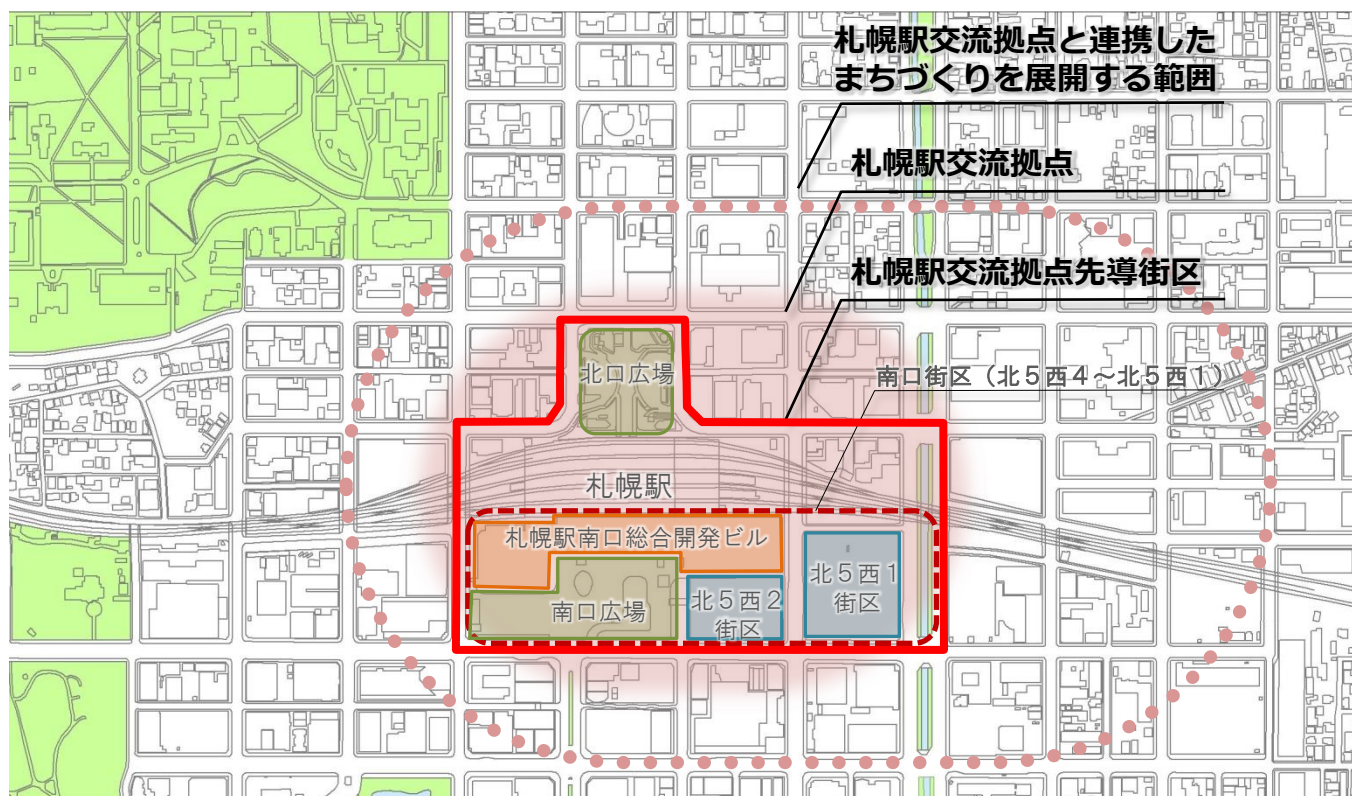 札幌駅交流拠点と連携した
まちづくりを展開する範囲
札幌駅交流拠点
札幌駅交流拠点先導街区
南口街区（北５西４～北５西１）
北口広場
札幌駅
札幌駅南口総合開発ビル
北５西１
街区
南口広場
北５西２
街区